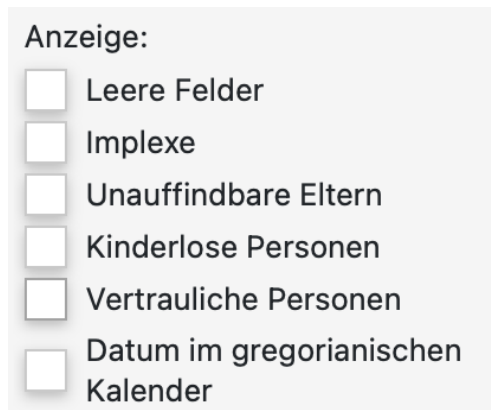 Anzeige:
Leere Felder
Implexe
Unauffindbare Eltern
Kinderlose Personen
Vertrauliche Personen
Datum im gregorianischen
Kalender